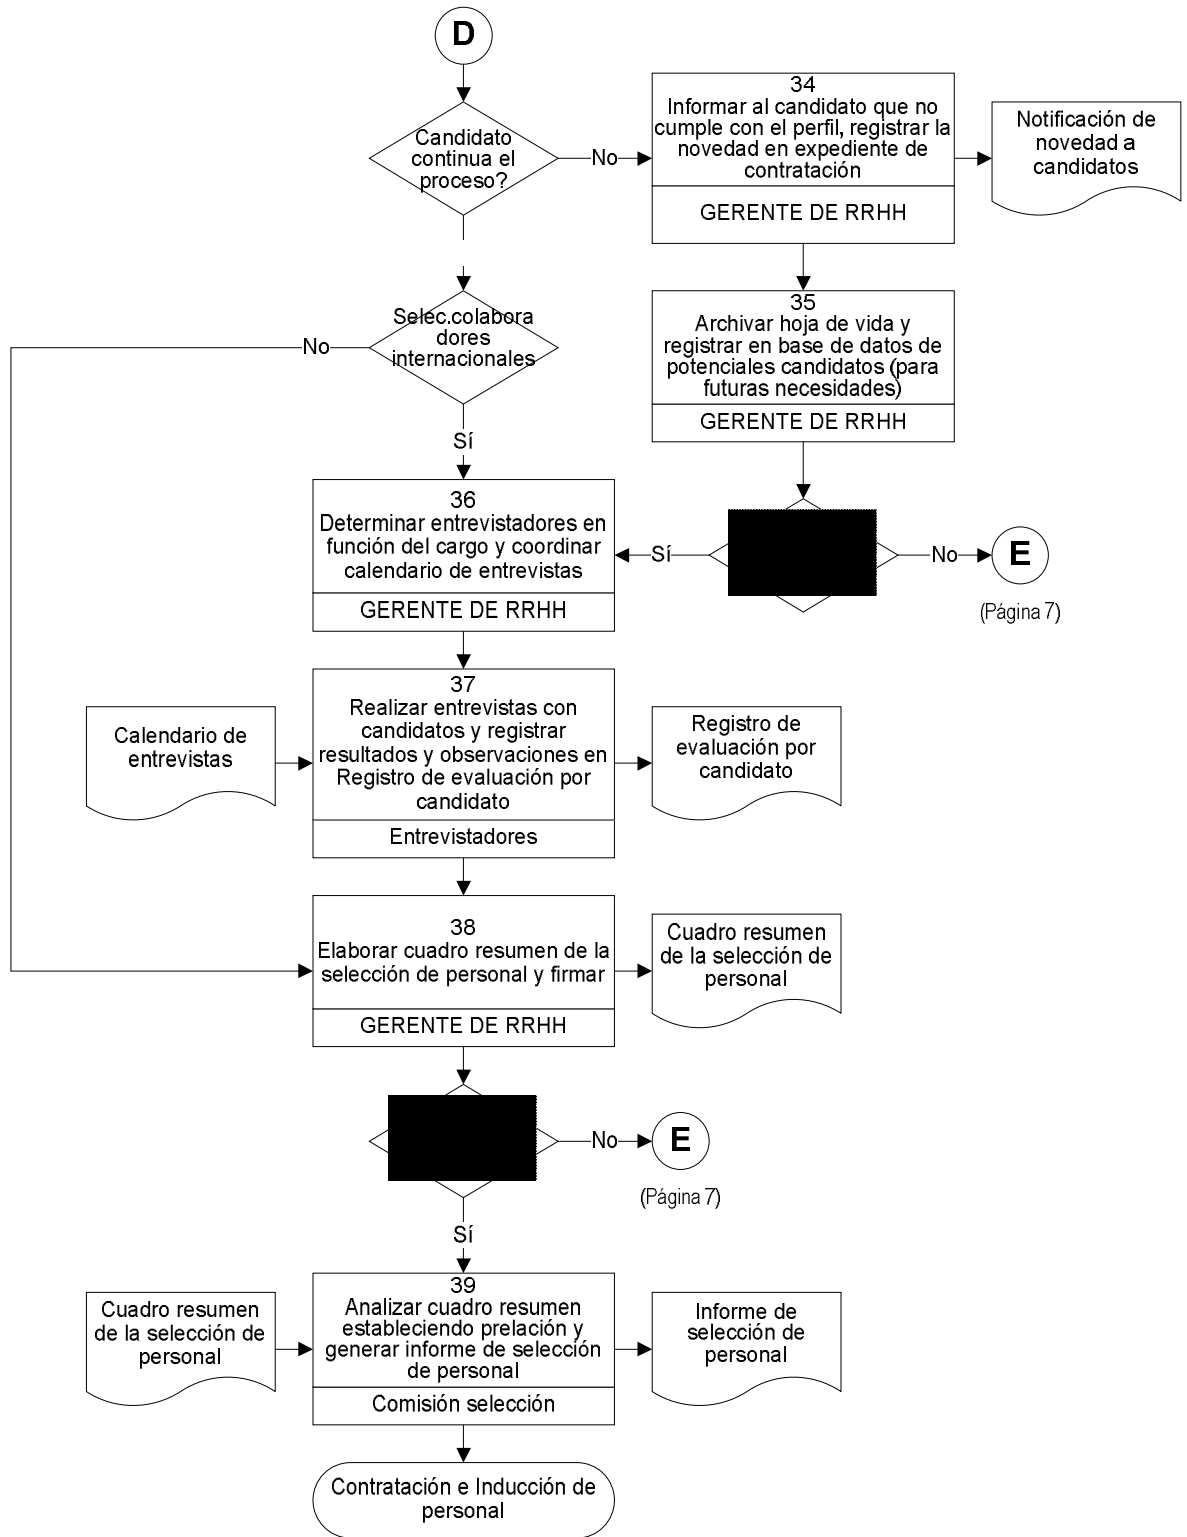 D
Candidato
continua el
proceso?
No
34
Informar al candidato que no
cumple con el perfil, registrar la
novedad en expediente de
contratación
GERENTE DE RRHH
Notificación de
novedad a
candidatos
Selec.colabora
dores
internacionales
No
Sí
35
Archivar hoja de vida y
registrar en base de datos de
potenciales candidatos (para
futuras necesidades)
GERENTE DE RRHH
Sí
No
E
(Página 7)
36
Determinar entrevistadores en
función del cargo y coordinar
calendario de entrevistas
GERENTE DE RRHH
Calendario de
entrevistas
37
Realizar entrevistas con
candidatos y registrar
resultados y observaciones en
Registro de evaluación por
candidato
Entrevistadores
Registro de
evaluación por
candidato
38
Elaborar cuadro resumen de la
selección de personal y firmar
GERENTE DE RRHH
Cuadro resumen
de la selección de
personal
No
E
(Página 7)
Sí
Cuadro resumen
de la selección de
personal
39
Analizar cuadro resumen
estableciendo prelación y
generar informe de selección
de personal
Comisión selección
Informe de
selección de
personal
Contratación e Inducción de
personal